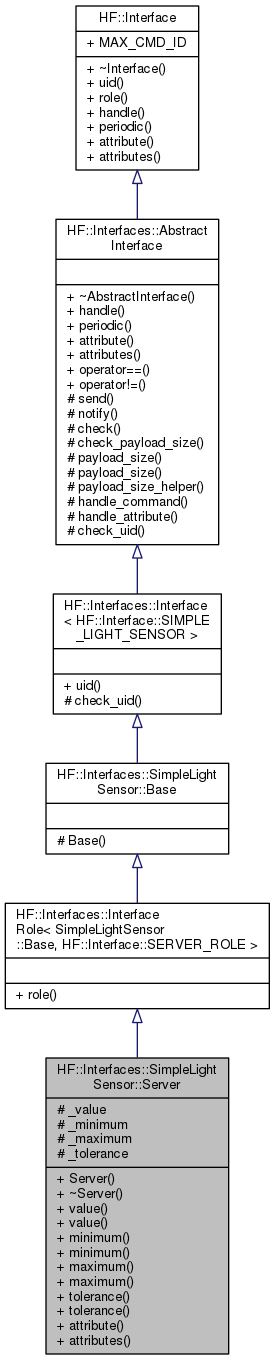 HF::Interface
+ MAX_CMD_ID
+ ~Interface()
+ uid()
+ role()
+ handle()
+ periodic()
+ attribute()
+ attributes()
HF::Interfaces::Abstract
Interface
+ ~AbstractInterface()
+ handle()
+ periodic()
+ attribute()
+ attributes()
+ operator==()
+ operator!=()
# send()
# notify()
# check()
# check_payload_size()
# payload_size()
# payload_size()
# payload_size_helper()
# handle_command()
# handle_attribute()
# check_uid()
HF::Interfaces::Interface
< HF::Interface::SIMPLE
_LIGHT_SENSOR >
+ uid()
# check_uid()
HF::Interfaces::SimpleLight
Sensor::Base
# Base()
HF::Interfaces::Interface
Role< SimpleLightSensor
::Base, HF::Interface::SERVER_ROLE >
+ role()
HF::Interfaces::SimpleLight
Sensor::Server
# _value
# _minimum
# _maximum
# _tolerance
+ Server()
+ ~Server()
+ value()
+ value()
+ minimum()
+ minimum()
+ maximum()
+ maximum()
+ tolerance()
+ tolerance()
+ attribute()
+ attributes()